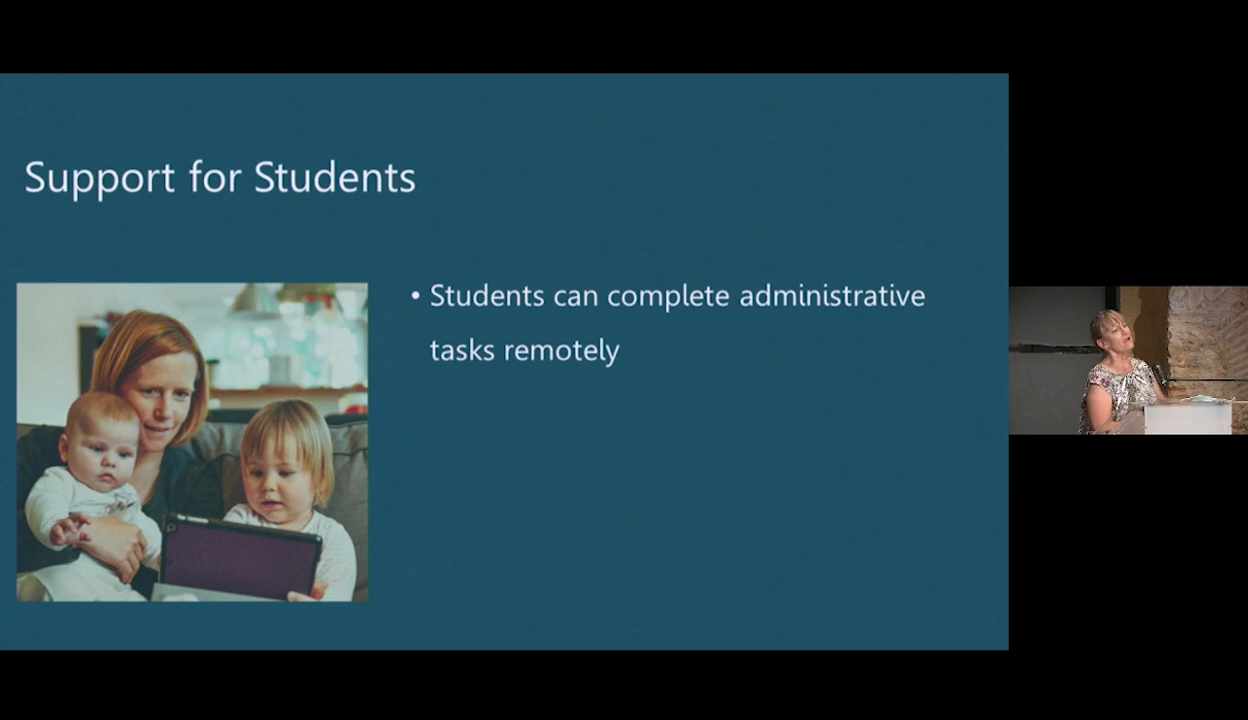 Support for Students
• Students can complete administrative
tasks remotely